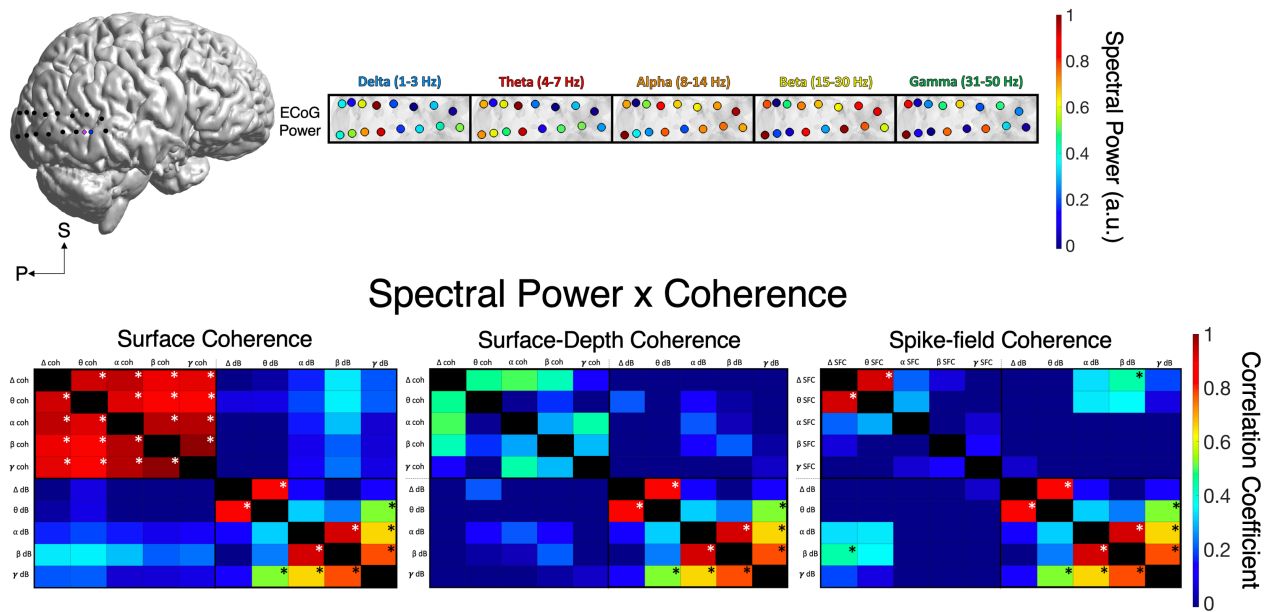 Delta (1-3 Hz) Theta (4-7 Hz) Alpha (8-14 Hz) Beta (15-30 Hz) Gamma (31-50 Hz)
ECoG
Power
1
0.8
0.6
0.4
0.2
0
Spectral Power (a.u.)
S
P
Spectral Power x Coherence
Surface Coherence
Δ coh θ coh α coh β coh γ coh Δ dB θ dB α dB β dB γ dB
Δ coh * * * *
θ coh * * * *
α coh * * * *
β coh * * * *
γ coh * * * *
Δ dB *
θ dB * *
α dB * *
β dB * *
γ dB * * *
Surface-Depth Coherence
Δ coh θ coh α coh β coh γ coh Δ dB θ dB α dB β dB γ dB
Δ coh
θ coh
α coh
β coh
γ coh
Δ dB *
θ dB * *
α dB * *
β dB * *
γ dB * * *
Spike-field Coherence
Δ SFC θ SFC α SFC β SFC γ SFC Δ dB θ dB α dB β dB γ dB
Δ SFC * *
θ SFC *
α SFC
β SFC
γ SFC
Δ dB *
θ dB * *
α dB * *
β dB * * *
γ dB * * *
1
0.8
0.6
0.4
0.2
0
Correlation Coefficient